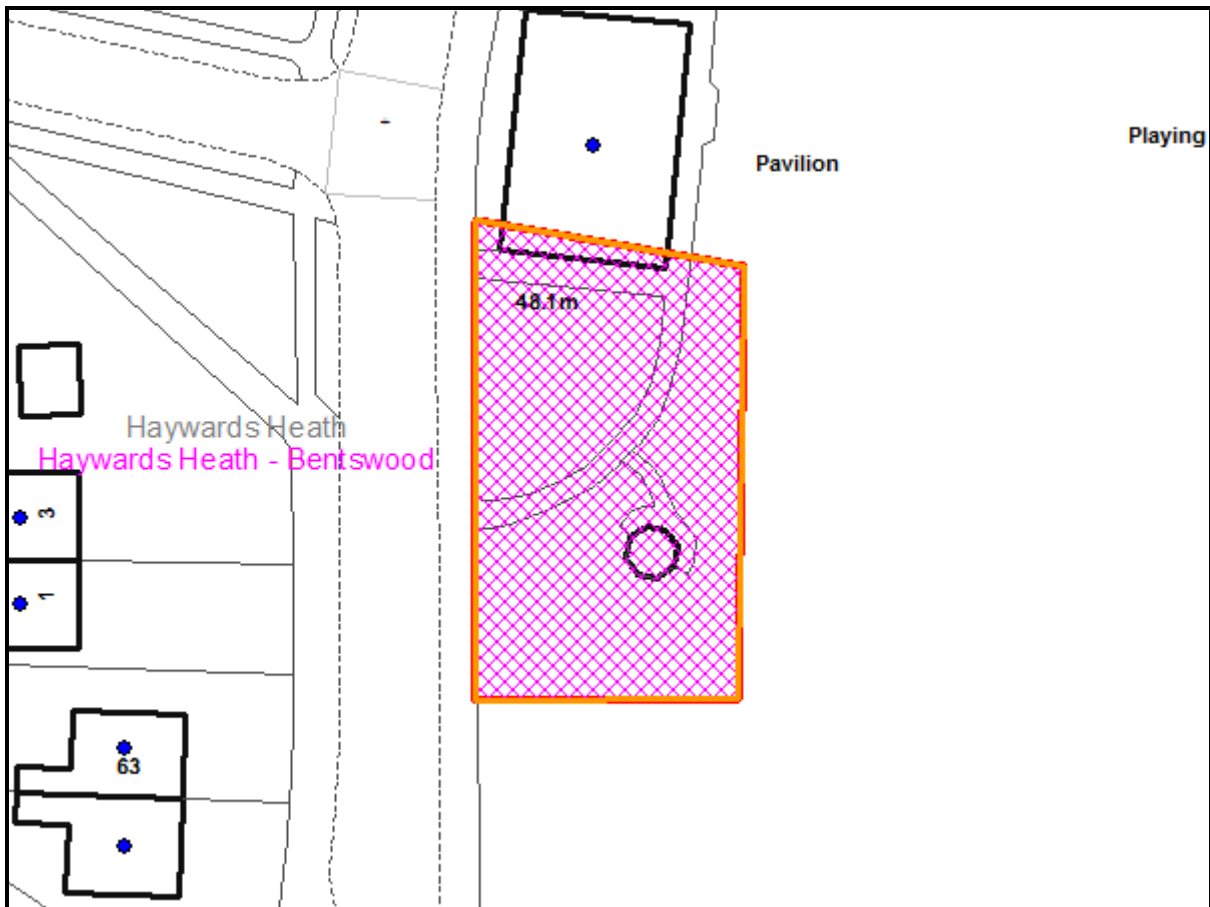 Playing
Pavilion
48.1m
Haywards Heath
Haywards Heath - Bentswood
3
1
63